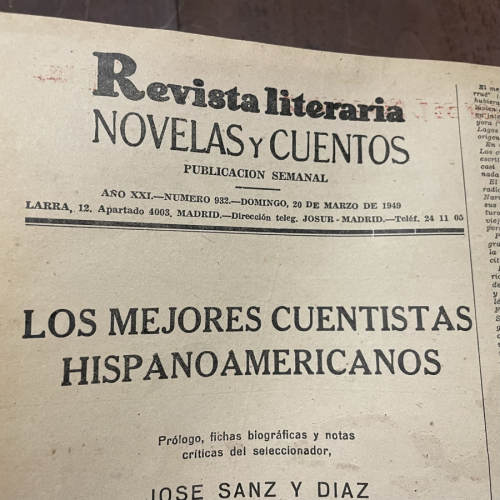 Revista literaria
NOVELAS Y CUENTOS
PUBLICACION SEMANAL
AÑO XXI.—NUMERO 932.—DOMINGO, 20 DE MARZO DE 1949
LARRA, 12. Apartado 4003, MADRID.—Dirección teleg. JOSUR-MADRID.—Teléf. 24 11 05
LOS MEJORES CUENTISTAS
HISPANOAMERICANOS
Prólogo, fichas biográficas y notas
críticas del seleccionador,
JOSE SANZ Y DIAZ